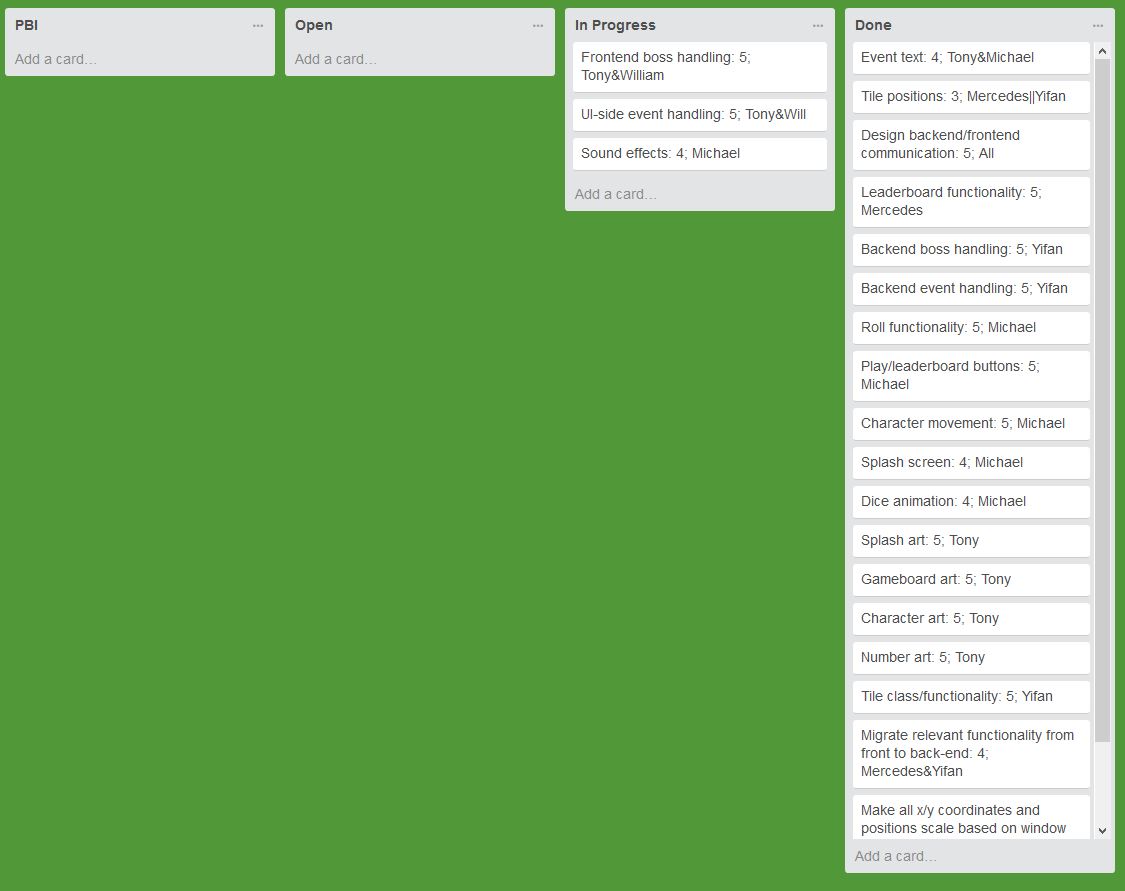 PBI
Add a card...
Open
Add a card...
In Progress
Frontend boss handling: 5;
Tony&William
UI-side event handling: 5; Tony&Will
Sound effects: 4; Michael
Add a card...
Done
Event text: 4; Tony&Michael
Tile positions: 3; Mercedes||Yifan
Design backend/frontend
communication: 5; All
Leaderboard functionality: 5;
Mercedes
Backend boss handling: 5; Yifan
Backend event handling: 5; Yifan
Roll functionality: 5; Michael
Play/leaderboard buttons: 5;
Michael
Character movement: 5; Michael
Splash screen: 4; Michael
Dice animation: 4; Michael
Splash art: 5; Tony
Gameboard art: 5; Tony
Character art: 5; Tony
Number art: 5; Tony
Tile class/functionality: 5; Yifan
Migrate relevant functionality from
front to back-end: 4;
Mercedes&Yifan
Make all x/y coordinates and
positions scale based on window
Add a card...